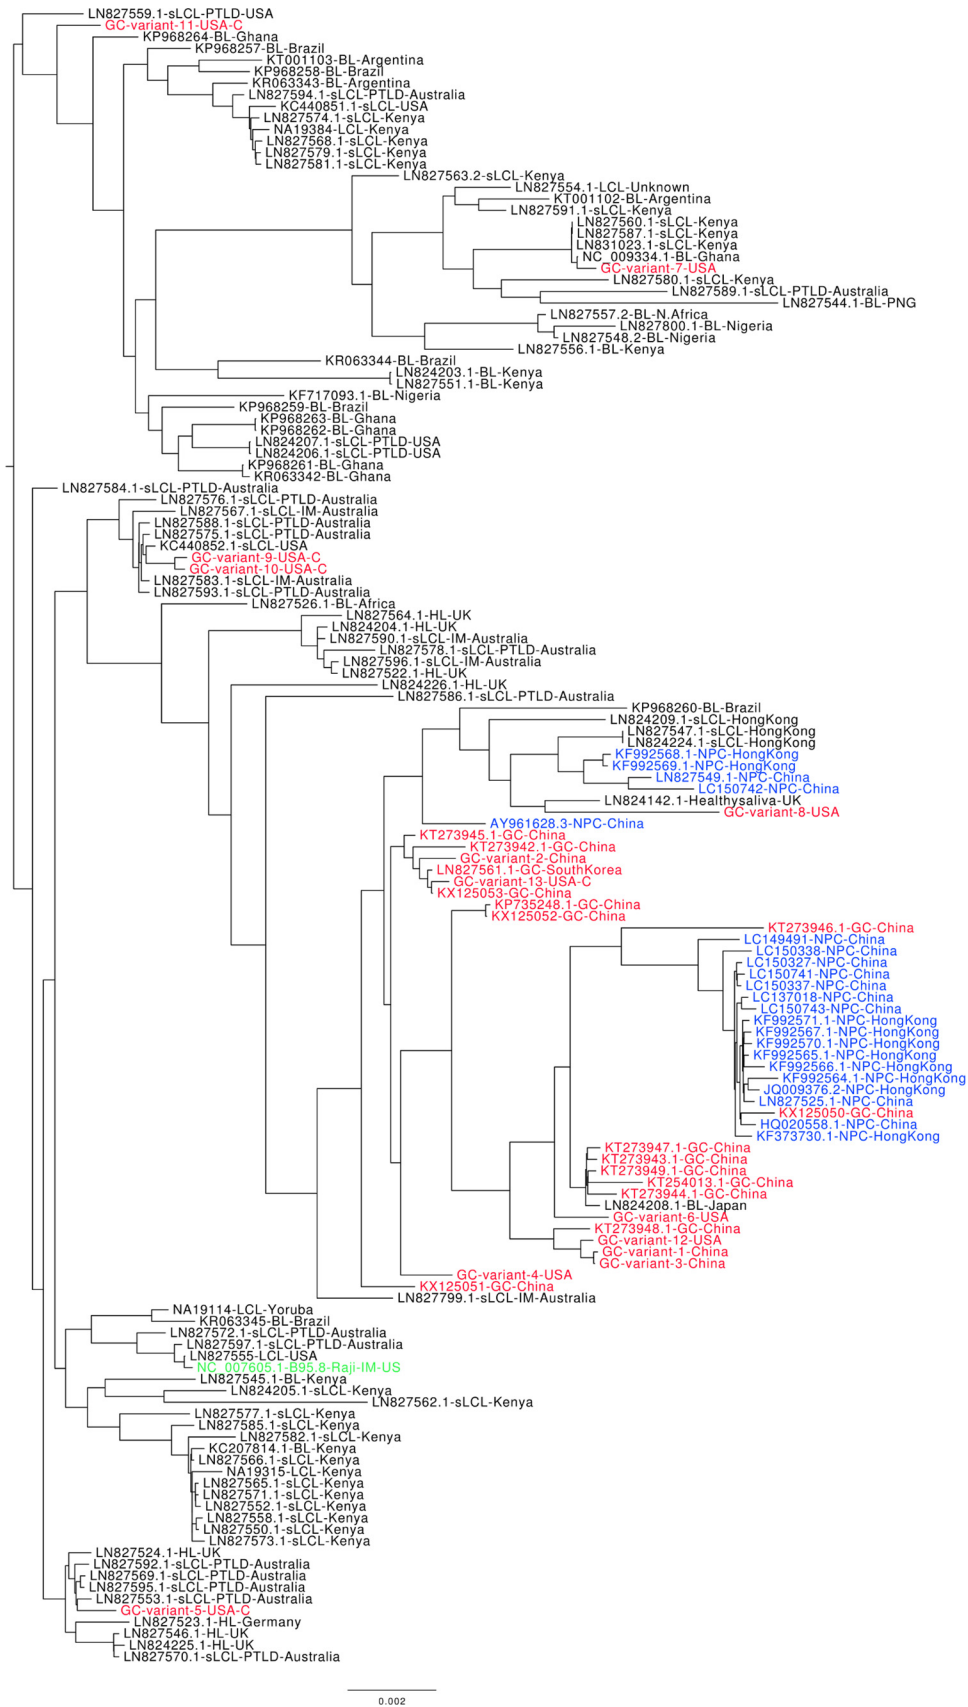 LN827559.1-sLCL-PTLD-USA
GC-variant-11-USA-C
KP968264-BL-Ghana
KP968257-BL-Brazil
KT001103-BL-Argentina
KP968258-BL-Brazil
KR063343-BL-Argentina
LN827594.1-sLCL-PTLD-Australia
KC440851.1-sLCL-USA
LN827574.1-sLCL-Kenya
NA19384-LCL-Kenya
LN827568.1-sLCL-Kenya
LN827579.1-sLCL-Kenya
LN827581.1-sLCL-Kenya
LN827563.2-sLCL-Kenya
LN827554.1-LCL-Unknown
KT001102-BL-Argentina
LN827591.1-sLCL-Kenya
LN827560.1-sLCL-Kenya
LN827587.1-sLCL-Kenya
LN831023.1-sLCL-Kenya
NC_009334.1-BL-Ghana
GC-variant-7-USA
LN827580.1-sLCL-Kenya
LN827589.1-sLCL-PTLD-Australia
LN827544.1-BL-PNG
LN827557.2-BL-N.Africa
LN827800.1-BL-Nigeria
LN827548.2-BL-Nigeria
LN827556.1-BL-Kenya
KR063344-BL-Brazil
LN824203.1-BL-Kenya
LN827551.1-BL-Kenya
KF717093.1-BL-Nigeria
KP968259-BL-Brazil
KP968263-BL-Ghana
KP968262-BL-Ghana
LN824207.1-sLCL-PTLD-USA
LN824206.1-sLCL-PTLD-USA
KP968261-BL-Ghana
KR063342-BL-Ghana
LN827584.1-sLCL-PTLD-Australia
LN827576.1-sLCL-PTLD-Australia
LN827567.1-sLCL-IM-Australia
LN827588.1-sLCL-PTLD-Australia
LN827575.1-sLCL-PTLD-Australia
KC440852.1-sLCL-USA
GC-variant-9-USA-C
GC-variant-10-USA-C
LN827583.1-sLCL-IM-Australia
LN827593.1-sLCL-PTLD-Australia
LN827526.1-BL-Africa
LN827564.1-HL-UK
LN824204.1-HL-UK
LN827590.1-sLCL-IM-Australia
LN827578.1-sLCL-PTLD-Australia
LN827596.1-sLCL-IM-Australia
LN827522.1-HL-UK
LN824226.1-HL-UK
LN827586.1-sLCL-PTLD-Australia
KP968260-BL-Brazil
LN824209.1-sLCL-HongKong
LN827547.1-sLCL-HongKong
LN824224.1-sLCL-HongKong
KF992568.1-NPC-HongKong
KF992569.1-NPC-HongKong
LN827549.1-NPC-China
LC150742-NPC-China
LN824142.1-Healthysaliva-UK
GC-variant-8-USA
AY961628.3-NPC-China
KT273945.1-GC-China
KT273942.1-GC-China
GC-variant-2-China
LN827561.1-GC-SouthKorea
GC-variant-13-USA-C
KX125053-GC-China
KP735248.1-GC-China
KX125052-GC-China
KT273946.1-GC-China
LC149491-NPC-China
LC150338-NPC-China
LC150327-NPC-China
LC150741-NPC-China
LC150337-NPC-China
LC137018-NPC-China
LC150743-NPC-China
KF992571.1-NPC-HongKong
KF992567.1-NPC-HongKong
KF992570.1-NPC-HongKong
KF992565.1-NPC-HongKong
KF992566.1-NPC-HongKong
KF992564.1-NPC-HongKong
JQ009376.2-NPC-HongKong
LN827525.1-NPC-China
KX125050-GC-China
HQ020558.1-NPC-China
KF373730.1-NPC-HongKong
KT273947.1-GC-China
KT273943.1-GC-China
KT273949.1-GC-China
KT254013.1-GC-China
KT273944.1-GC-China
LN824208.1-BL-Japan
GC-variant-6-USA
KT273948.1-GC-China
GC-variant-12-USA
GC-variant-1-China
GC-variant-3-China
GC-variant-4-USA
KX125051-GC-China
LN827799.1-sLCL-IM-Australia
NA19114-LCL-Yoruba
KR063345-BL-Brazil
LN827572.1-sLCL-PTLD-Australia
LN827597.1-sLCL-PTLD-Australia
LN827555-LCL-USA
NC_007605.1-B95.8-Raji-IM-US
LN827545.1-BL-Kenya
LN824205.1-sLCL-Kenya
LN827562.1-sLCL-Kenya
LN827577.1-sLCL-Kenya
LN827585.1-sLCL-Kenya
LN827582.1-sLCL-Kenya
KC207814.1-BL-Kenya
LN827566.1-sLCL-Kenya
NA19315-LCL-Kenya
LN827565.1-sLCL-Kenya
LN827571.1-sLCL-Kenya
LN827552.1-sLCL-Kenya
LN827558.1-sLCL-Kenya
LN827550.1-sLCL-Kenya
LN827573.1-sLCL-Kenya
LN827524.1-HL-UK
LN827592.1-sLCL-PTLD-Australia
LN827569.1-sLCL-PTLD-Australia
LN827595.1-sLCL-PTLD-Australia
LN827553.1-sLCL-PTLD-Australia
GC-variant-5-USA-C
LN827523.1-HL-Germany
LN827546.1-HL-UK
LN824225.1-HL-UK
LN827570.1-sLCL-PTLD-Australia
0.002